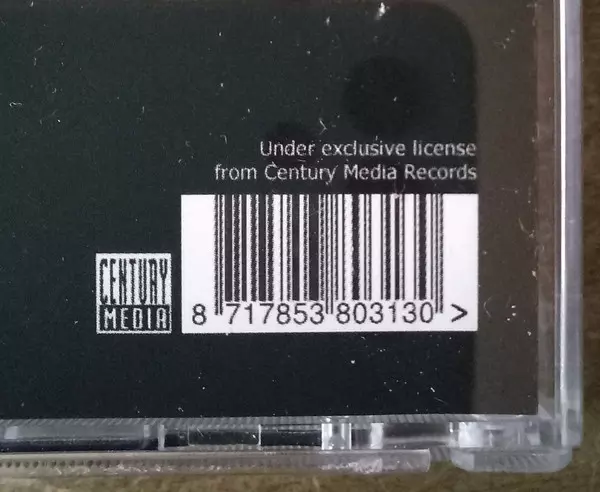 Under exclusive license
from Century Media Records
CENTURY
MEDIA
8 717853 803130 >